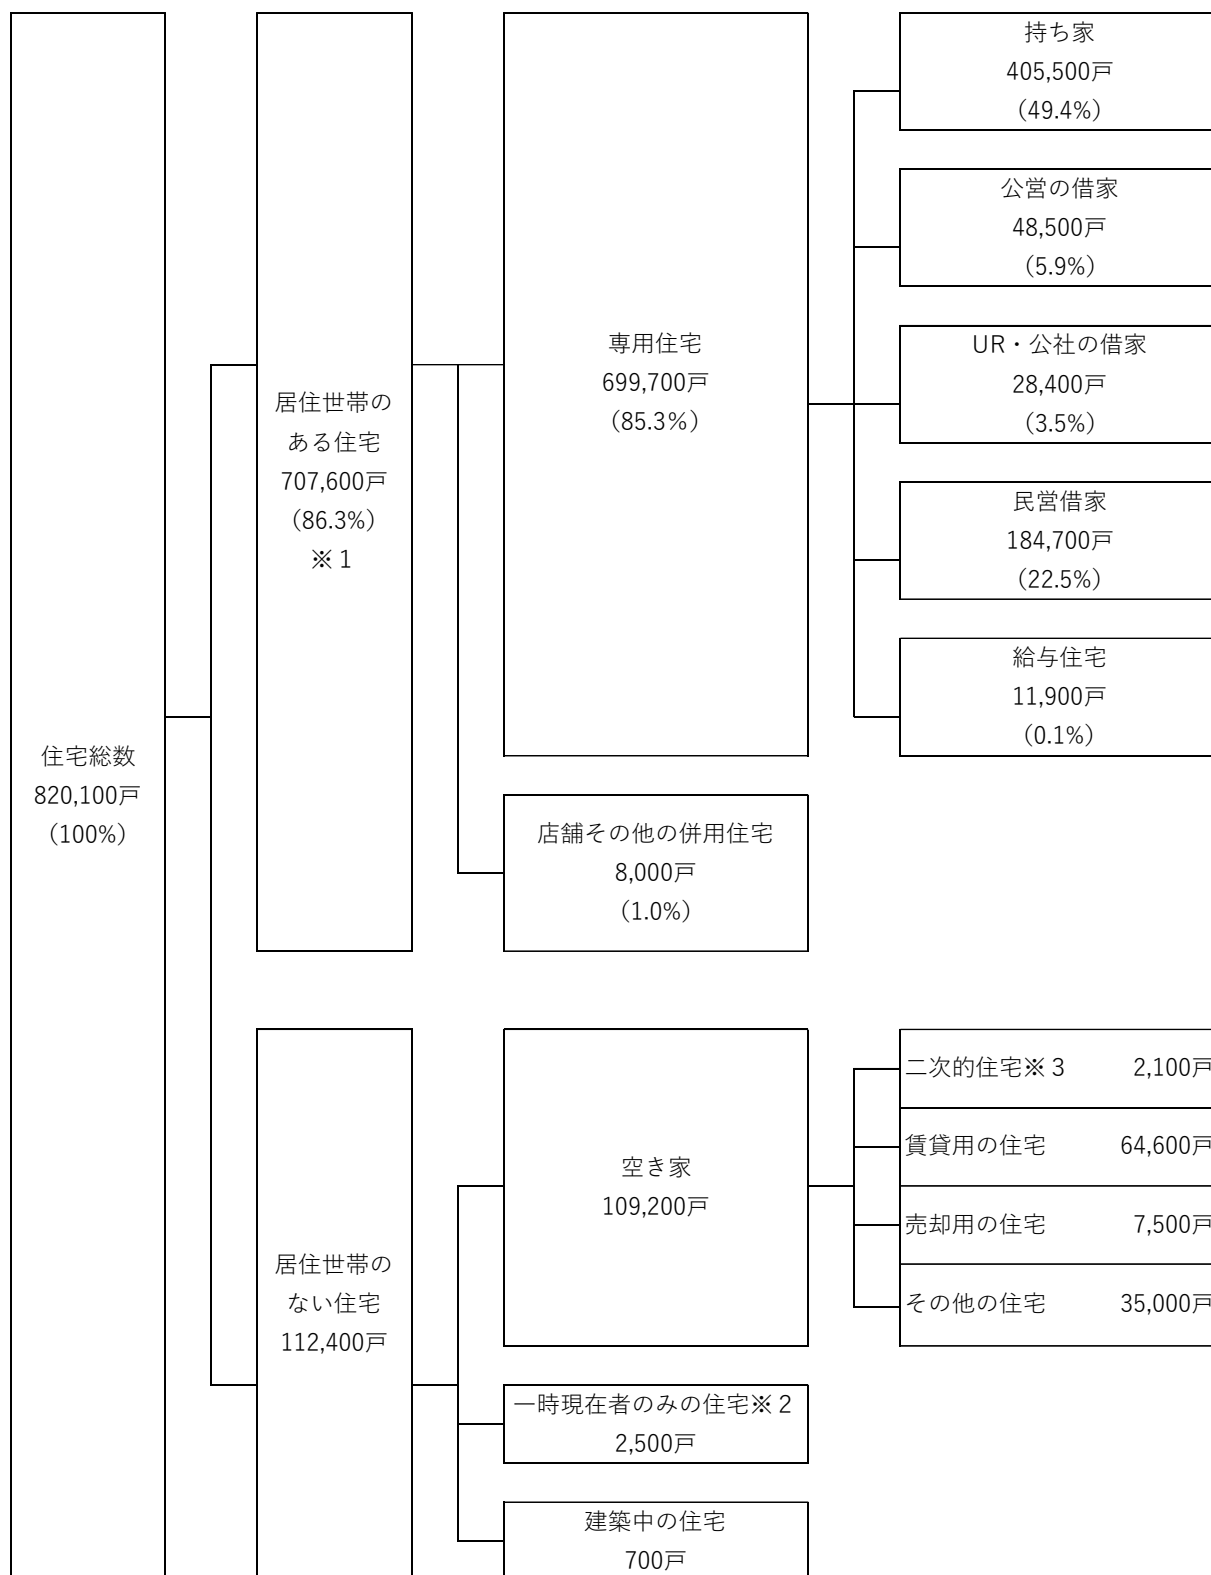 住宅総数
820,100戸
(100%)
居住世帯の
ある住宅
707,600戸
(86.3%)
※1
専用住宅
699,700戸
(85.3%)
持ち家
405,500戸
(49.4%)
公営の借家
48,500戸
(5.9%)
UR・公社の借家
28,400戸
(3.5%)
民営借家
184,700戸
(22.5%)
給与住宅
11,900戸
(0.1%)
店舗その他の併用住宅
8,000戸
(1.0%)
居住世帯の
ない住宅
112,400戸
空き家
109,200戸
二次的住宅※3 2,100戸
賃貸用の住宅 64,600戸
売却用の住宅 7,500戸
その他の住宅 35,000戸
一時現在者のみの住宅※2
2,500戸
建築中の住宅
700戸